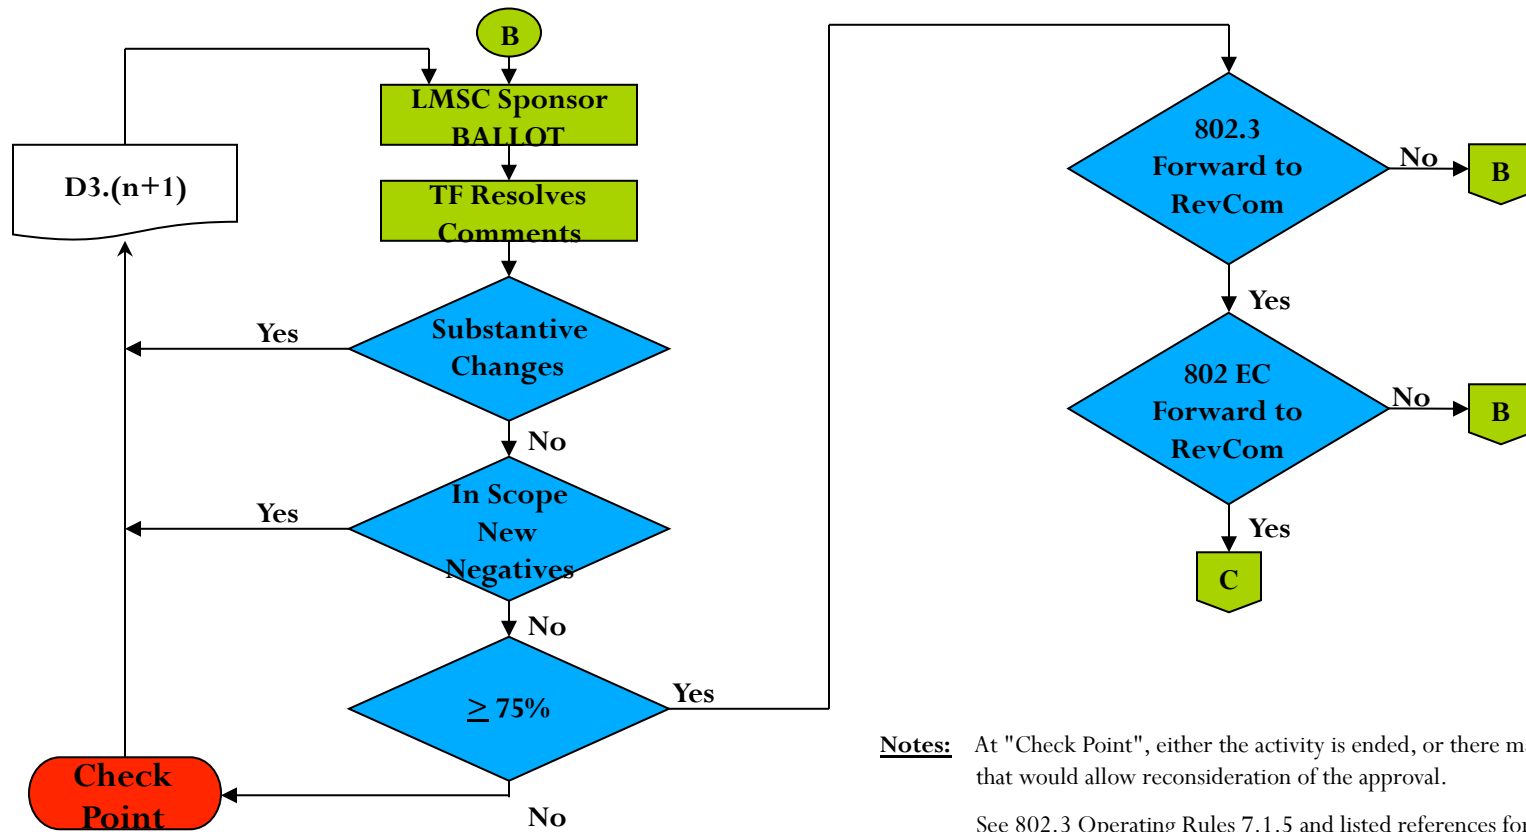 B
LMSC Sponsor
BALLOT
D3.(n+1)
TF Resolves
Comments
Substantive
Changes
Yes
No
In Scope
New
Negatives
Yes
No
≥ 75%
Yes
No
Check
Point
802.3
Forward to
RevCom
No
B
Yes
802 EC
Forward to
RevCom
No
B
Yes
C
Notes: At "Check Point", either the activity is ended, or there
that would allow reconsideration of the approval.
See 802.3 Operating Rules 7.1.5 and listed references for